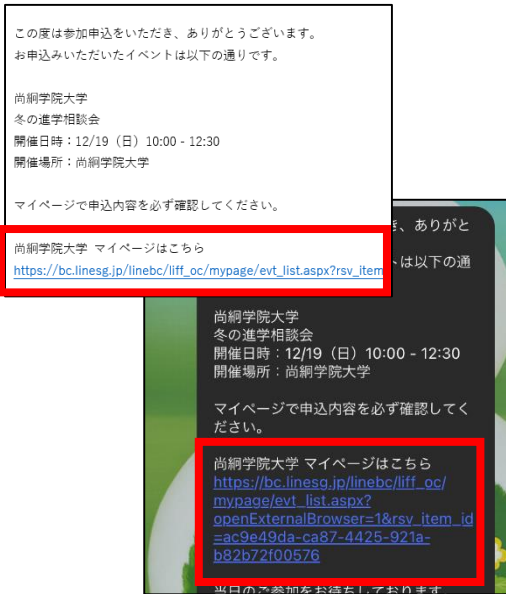 この度は参加申込をいただき、ありがとうございます。
お申込みいただいたイベントは以下の通りです。
尚絅学院大学
冬の進学相談会
開催日時：12/19（日）10:00 - 12:30
開催場所：尚絅学院大学
マイページで申込内容を必ず確認してください。
尚絅学院大学 マイページはこちら
https://bc.linesg.jp/linebc/liff_oc/mypage/evt_list.aspx?rsv_item
、ありがと
は以下の通
尚絅学院大学
冬の進学相談会
開催日時：12/19（日）10:00 - 12:30
開催場所：尚絅学院大学
マイページで申込内容を必ず確認してく
ださい。
尚絅学院大学 マイページはこちら
https://bc.linesg.jp/linebc/liff_oc/
mypage/evt_list.aspx?
openExternalBrowser=1&rsv_item_id
=ac9e49da-ca87-4425-921a-
b82b72f00576
当日のご参加をお待ちしております